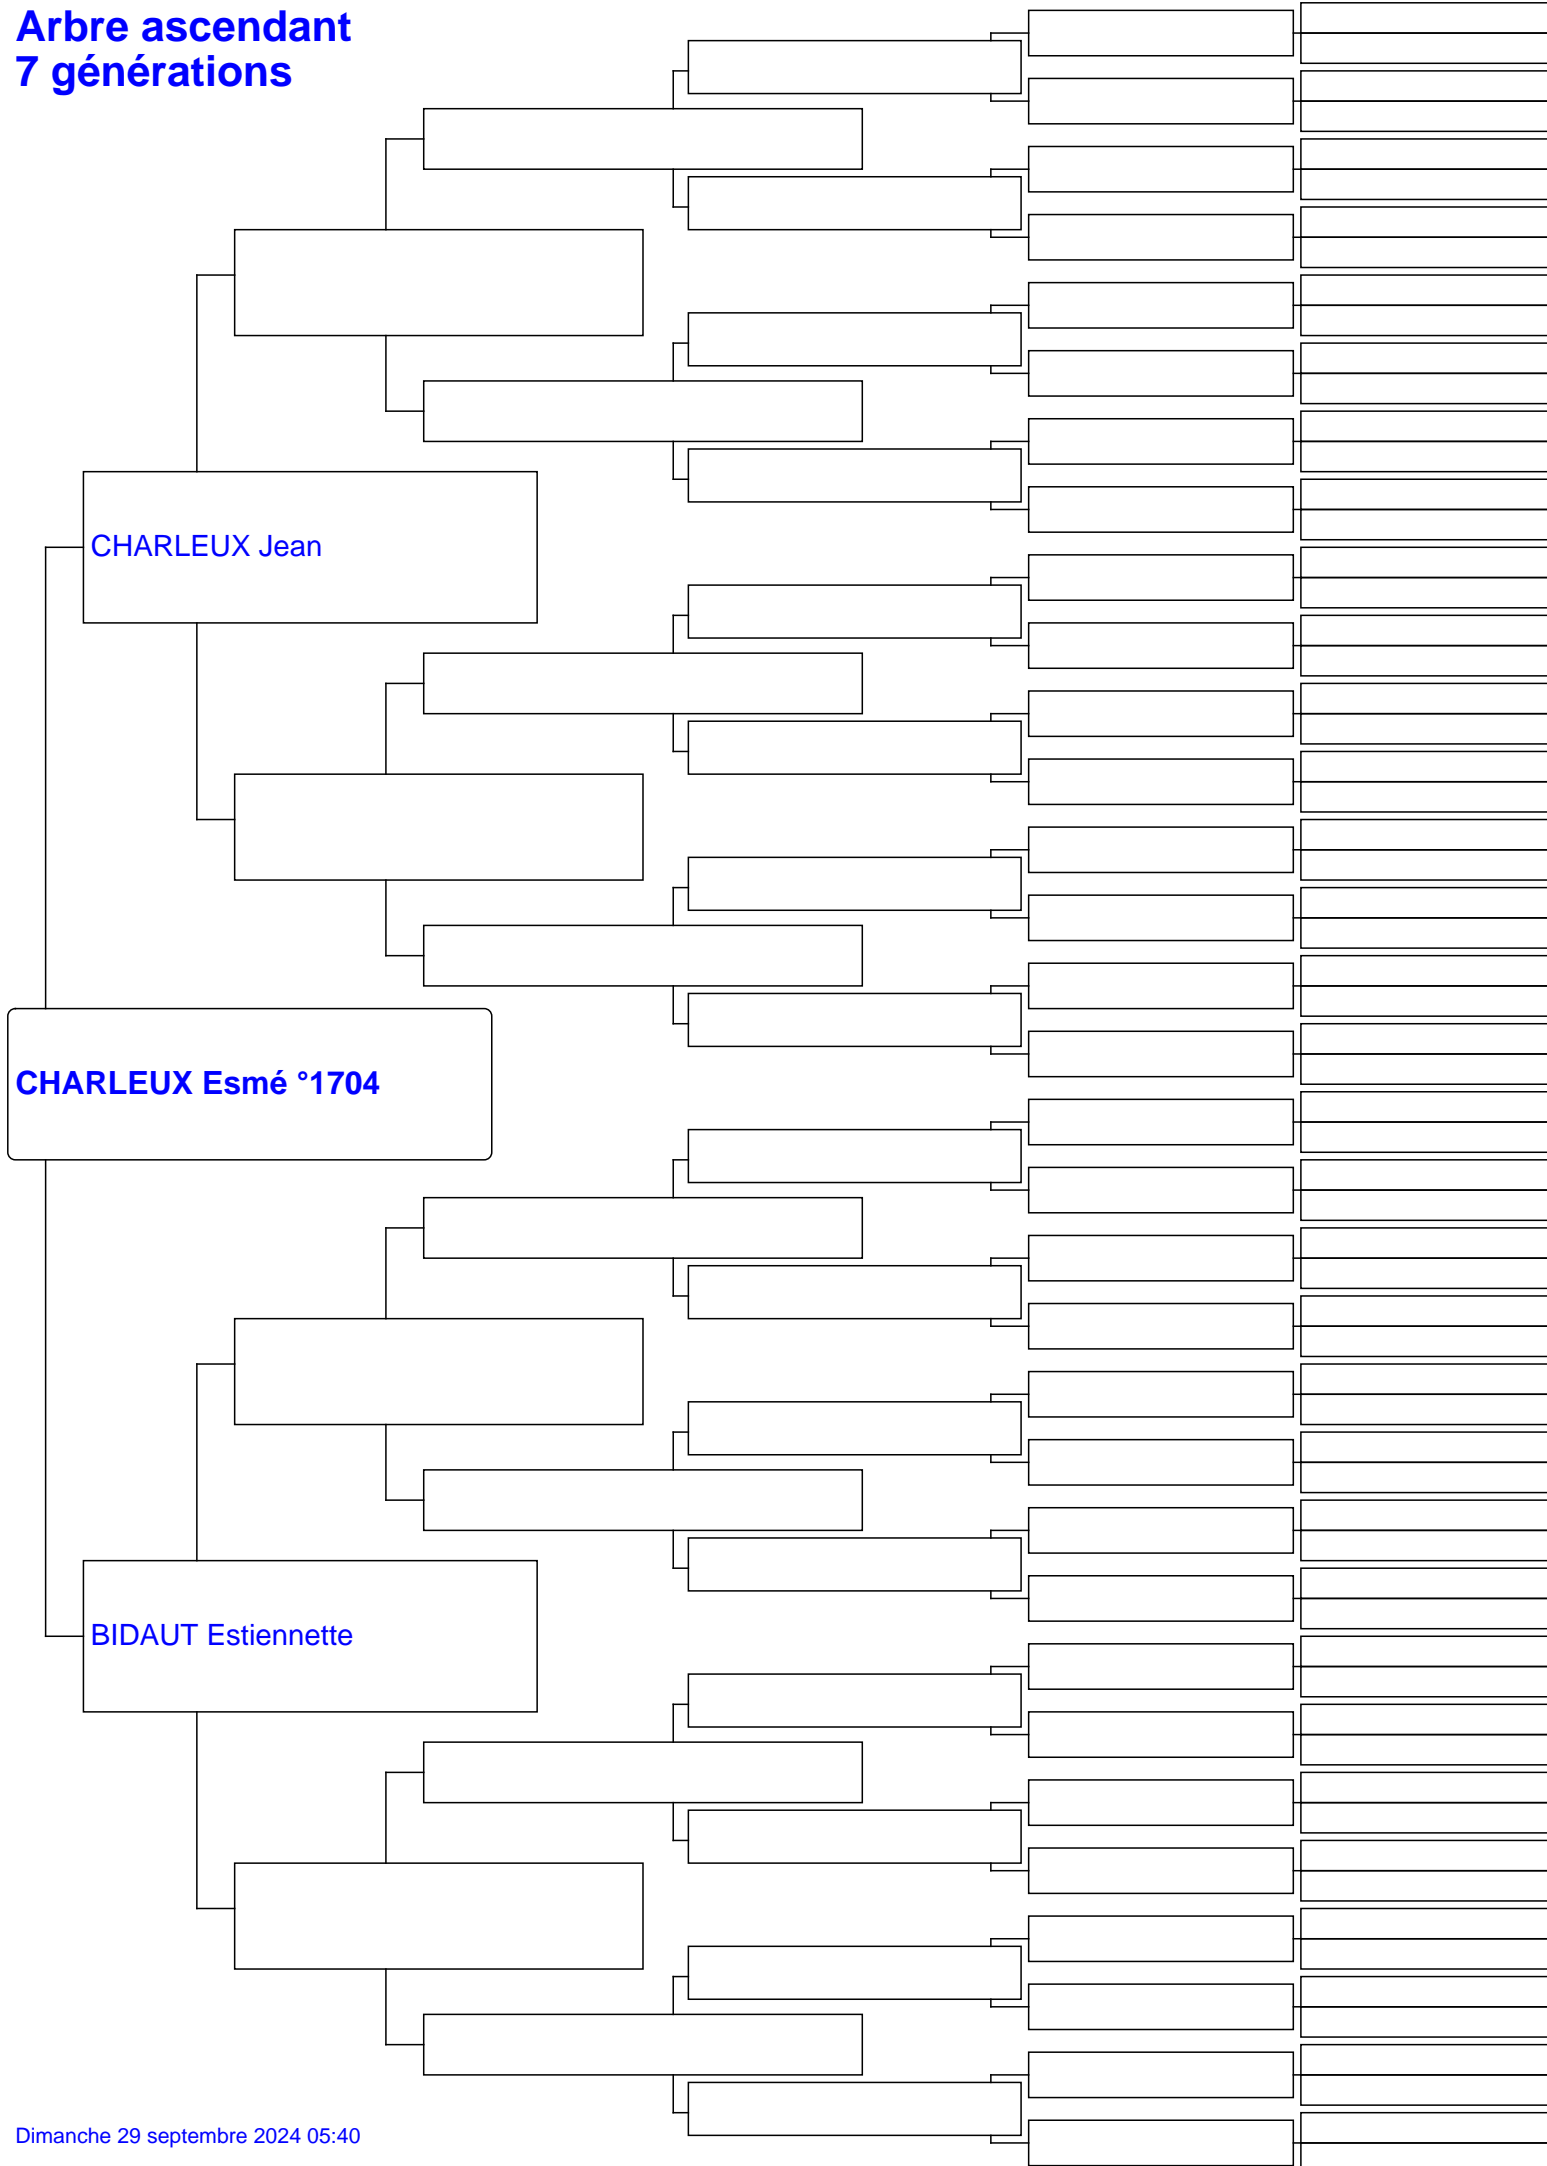 Arbre ascendant
7 générations
CHARLEUX Jean
CHARLEUX Esmé °1704
BIDAUT Estiennette
Dimanche 29 septembre 2024 05:40